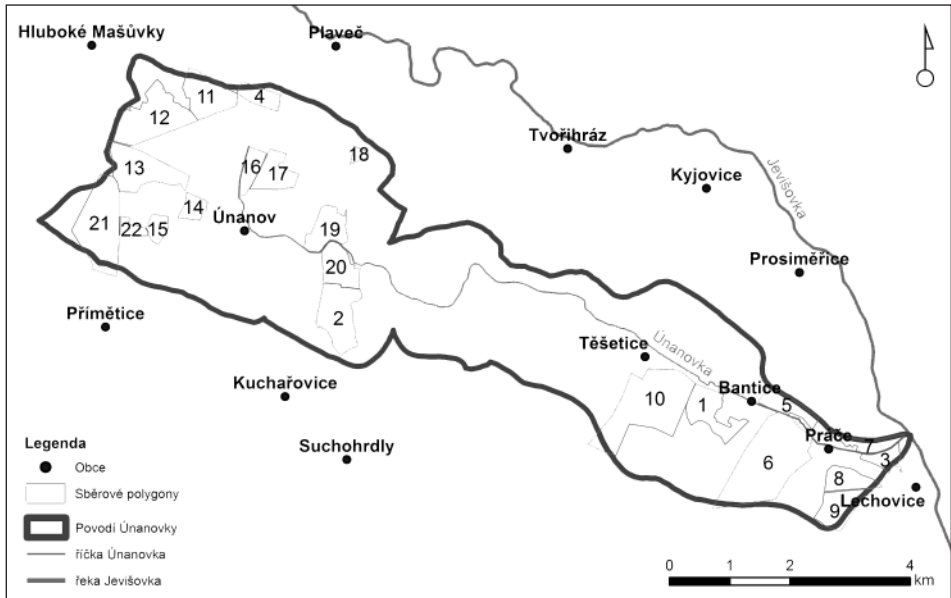 Hluboké Mašůvky
Plaveč
11
4
12
Tvořihráz
18
13
16
17
Kyjovice
Jevišovka
14
21
22
15
Únanov
19
20
Prosiměřice
2
Přímětice
Únanovka
Těšetice
Kuchařovice
Bantice
10
1
5
Suchohrdly
Práče
7
3
6
8
Lechovice
9
Legenda
Obce
Sběrové polygony
Povodí Únanovky
říčka Únanovka
řeka Jevišovka
0 1 2 4
km